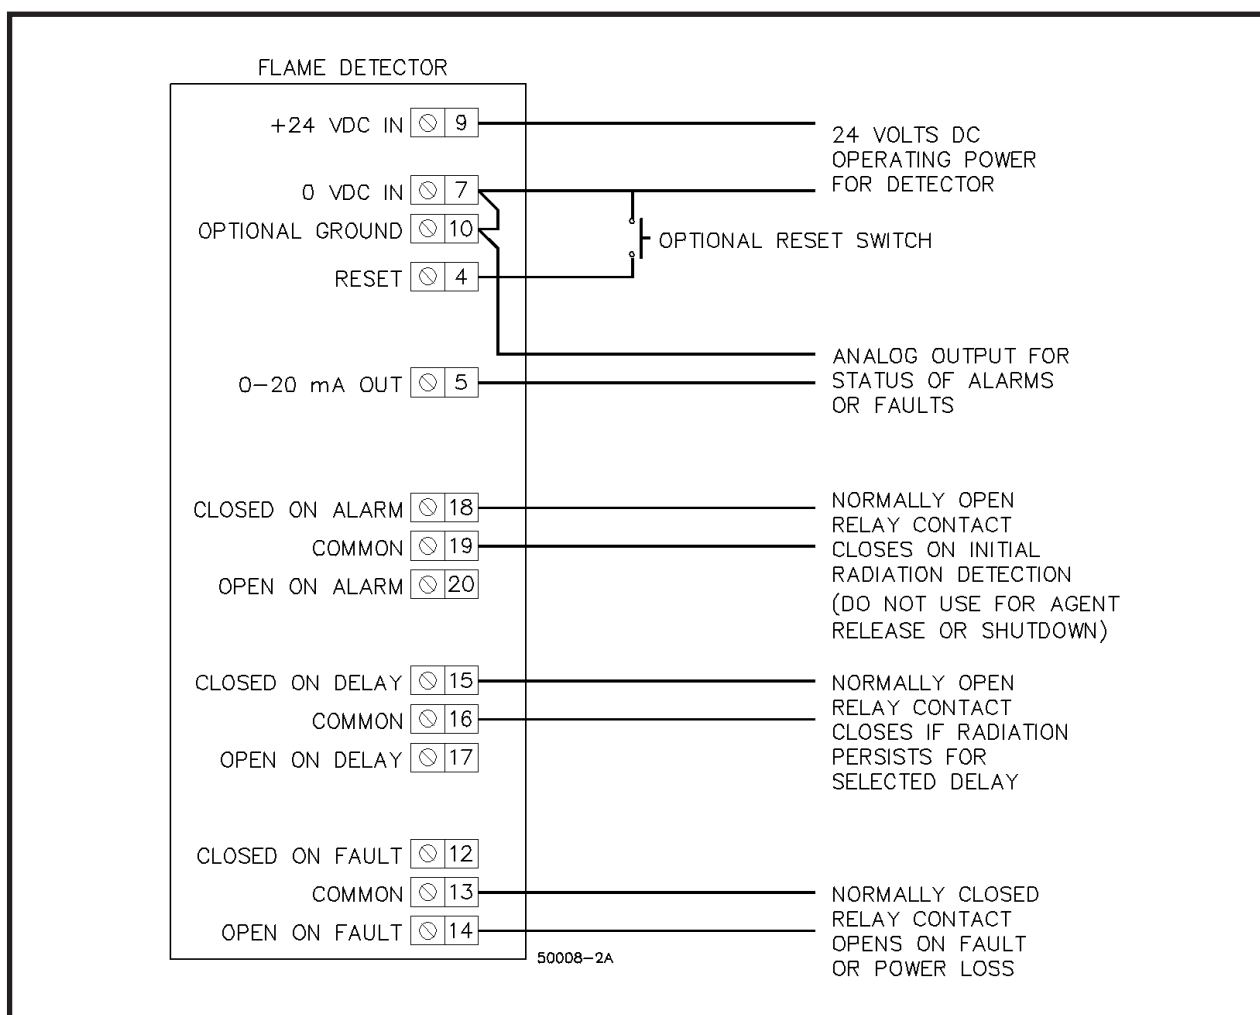 FLAME DETECTOR
+24 VDC IN 9
24 VOLTS DC
OPERATING POWER
FOR DETECTOR
0 VDC IN 7
OPTIONAL GROUND 10
OPTIONAL RESET SWITCH
RESET 4
ANALOG OUTPUT FOR
STATUS OF ALARMS
OR FAULTS
0-20 mA OUT 5
CLOSED ON ALARM 18
COMMON 19
OPEN ON ALARM 20
NORMALLY OPEN
RELAY CONTACT
CLOSES ON INITIAL
RADIATION DETECTION
(DO NOT USE FOR AGENT
RELEASE OR SHUTDOWN)
CLOSED ON DELAY 15
COMMON 16
OPEN ON DELAY 17
NORMALLY OPEN
RELAY CONTACT
CLOSES IF RADIATION
PERSISTS FOR
SELECTED DELAY
CLOSED ON FAULT 12
COMMON 13
OPEN ON FAULT 14
NORMALLY CLOSED
RELAY CONTACT
OPENS ON FAULT
OR POWER LOSS
50008-2A